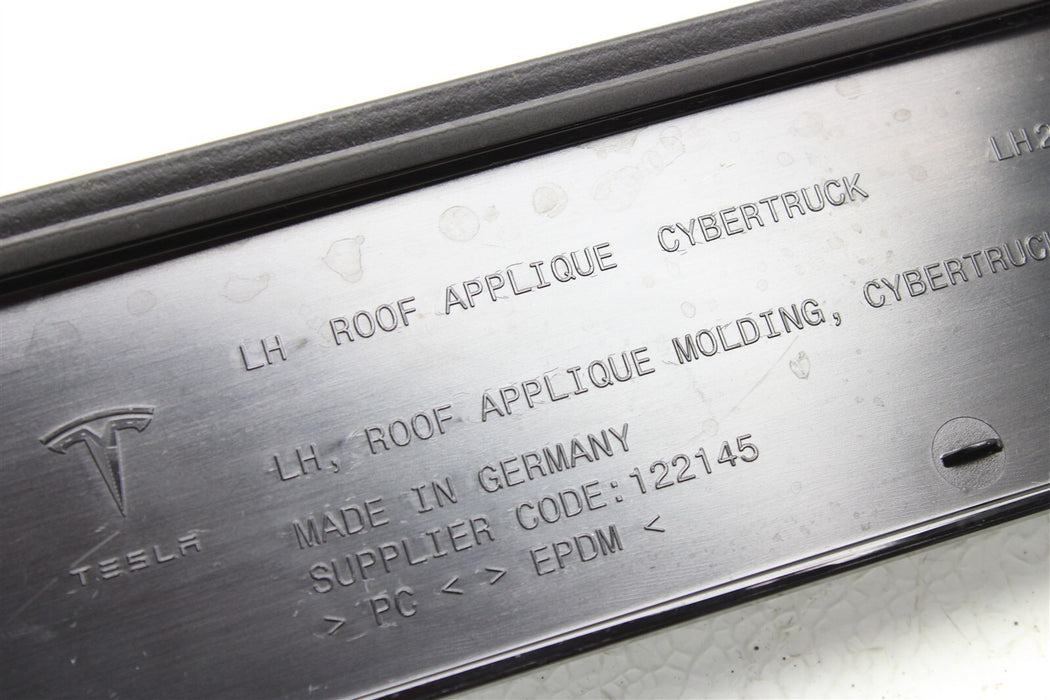 LH ROOF APPLIQUE CYBERTRUCK
LH, ROOF APPLIQUE MOLDING, CYBERTRUCK
MADE IN GERMANY
SUPPLIER CODE:122145
> PC < > EPDM <
TESLA
LH2